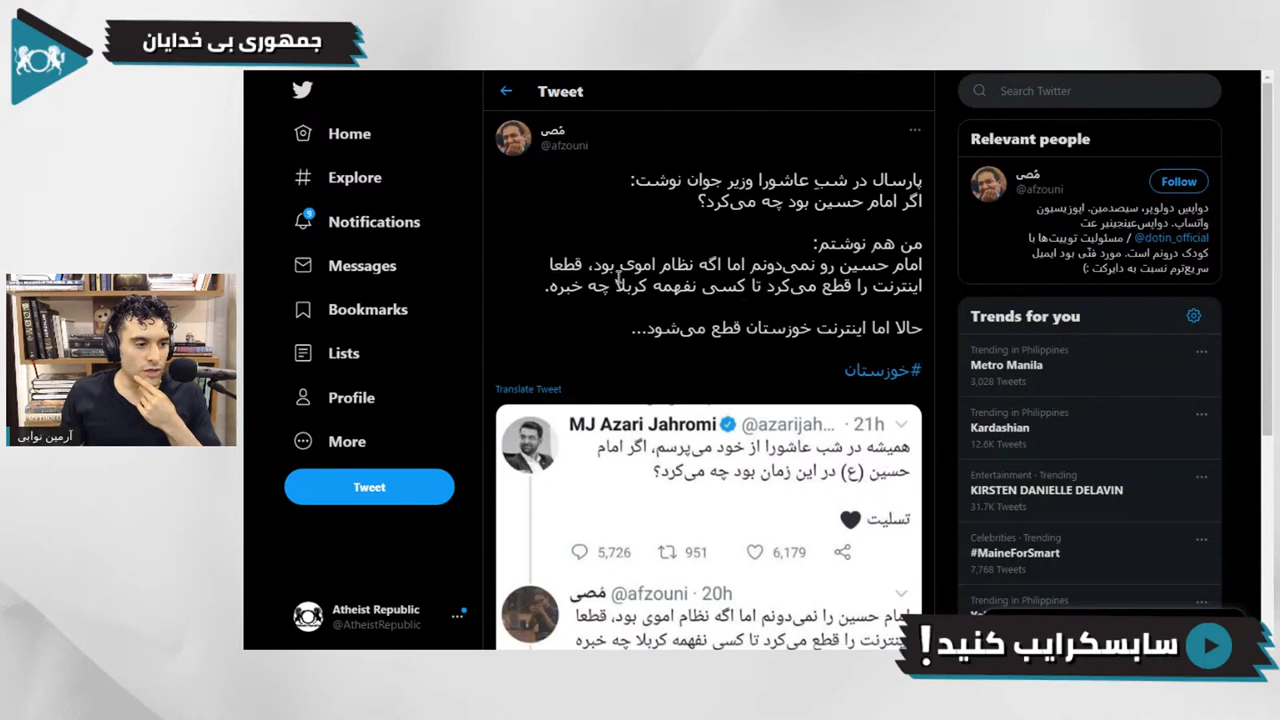 جمهوری بی خدایان
Home
Explore
9
Notifications
Messages
Bookmarks
Lists
Profile
More
Tweet
Atheist Republic
@AtheistRepublic
Tweet
مُصی
@afzouni
پارسال در شبِ عاشورا وزیر جوان نوشت:
اگر امام حسین بود چه می‌کرد؟
من هم نوشتم:
امام حسین رو نمی‌دونم اما اگه نظام اموی بود، قطعا
اینترنت را قطع می‌کرد تا کسی نفهمه کربلا چه خبره.
حالا اما اینترنت خوزستان قطع می‌شود...
#خوزستان
Translate Tweet
MJ Azari Jahromi @azarijah... · 21h
همیشه در شب عاشورا از خود می‌پرسم، اگر امام
حسین (ع) در این زمان بود چه می‌کرد؟
تسلیت 🖤
5,726 951 6,179
مُصی @afzouni · 20h
امام حسین را نمی‌دونم اما اگه نظام اموی بود، قطعا
اینترنت را قطع می‌کرد تا کسی نفهمه کربلا چه خبره
Search Twitter
Relevant people
مُصی
@afzouni
Follow
دواپسِ دولوپر، سیصدمین. اپوزیسیون
واتساپ. دواپس‌عینجینیر عت
@dotin_official / مسئولیت توییت‌ها با
کودک درونم است. مورد فنّی بود ایمیل
سریع‌ترم نسبت به دایرکت :)
Trends for you
Trending in Philippines
Metro Manila
3,028 Tweets
Trending in Philippines
Kardashian
12.6K Tweets
Entertainment · Trending
KIRSTEN DANIELLE DELAVIN
31.7K Tweets
Celebrities · Trending
#MaineForSmart
7,768 Tweets
Trending in Philippines
آرمین نوابی
سابسکرایب کنید!